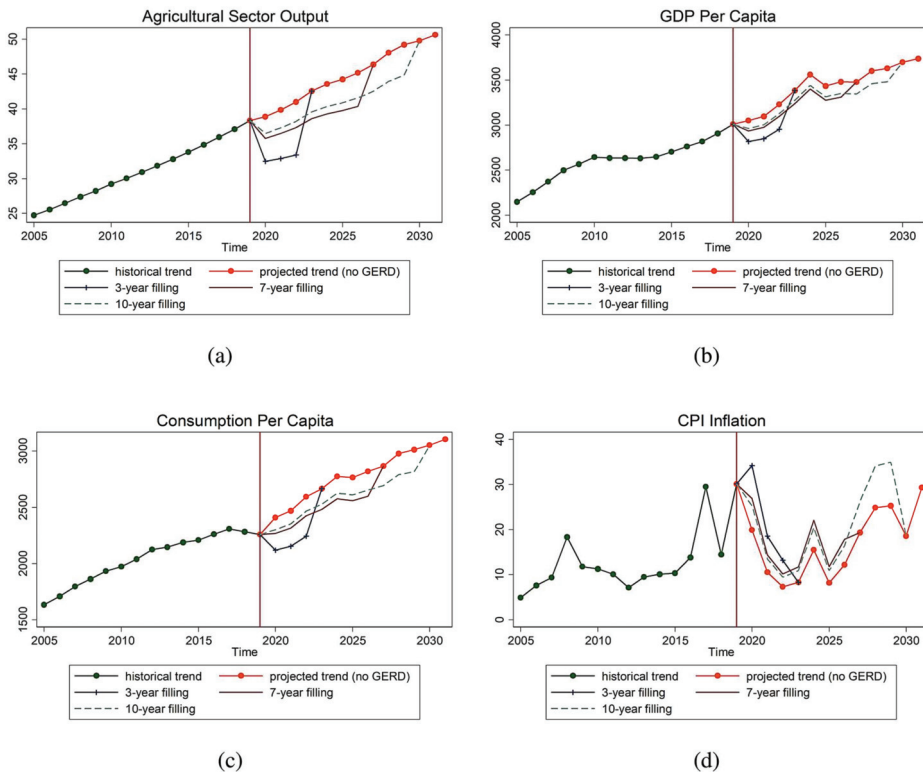 Agricultural Sector Output
50
45
40
35
30
25
2005 2010 2015 2020 2025 2030
Time
historical trend projected trend (no GERD)
3-year filling 7-year filling
10-year filling
(a)
GDP Per Capita
4000
3500
3000
2500
2000
2005 2010 2015 2020 2025 2030
Time
historical trend projected trend (no GERD)
3-year filling 7-year filling
10-year filling
(b)
Consumption Per Capita
3000
2500
2000
1500
2005 2010 2015 2020 2025 2030
Time
historical trend projected trend (no GERD)
3-year filling 7-year filling
10-year filling
(c)
CPI Inflation
40
30
20
10
0
2005 2010 2015 2020 2025 2030
Time
historical trend projected trend (no GERD)
3-year filling 7-year filling
10-year filling
(d)